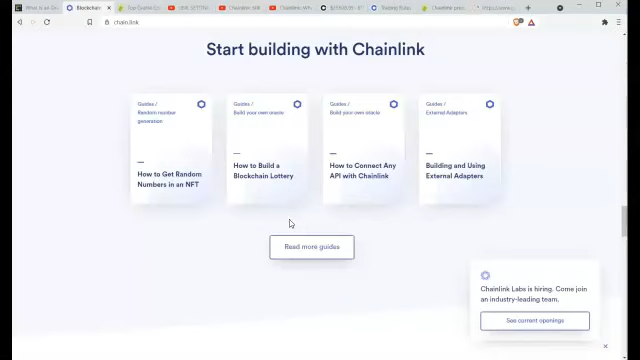 Blockchain
chain.link
Start building with Chainlink
Guides /
Random number
generation
How to Get Random
Numbers in an NFT
Guides /
Build your own oracle
How to Build a
Blockchain Lottery
Guides /
Build your own oracle
How to Connect Any
API with Chainlink
Guides /
External Adapters
Building and Using
External Adapters
Read more guides
Chainlink Labs is hiring. Come join
an industry-leading team.
See current openings